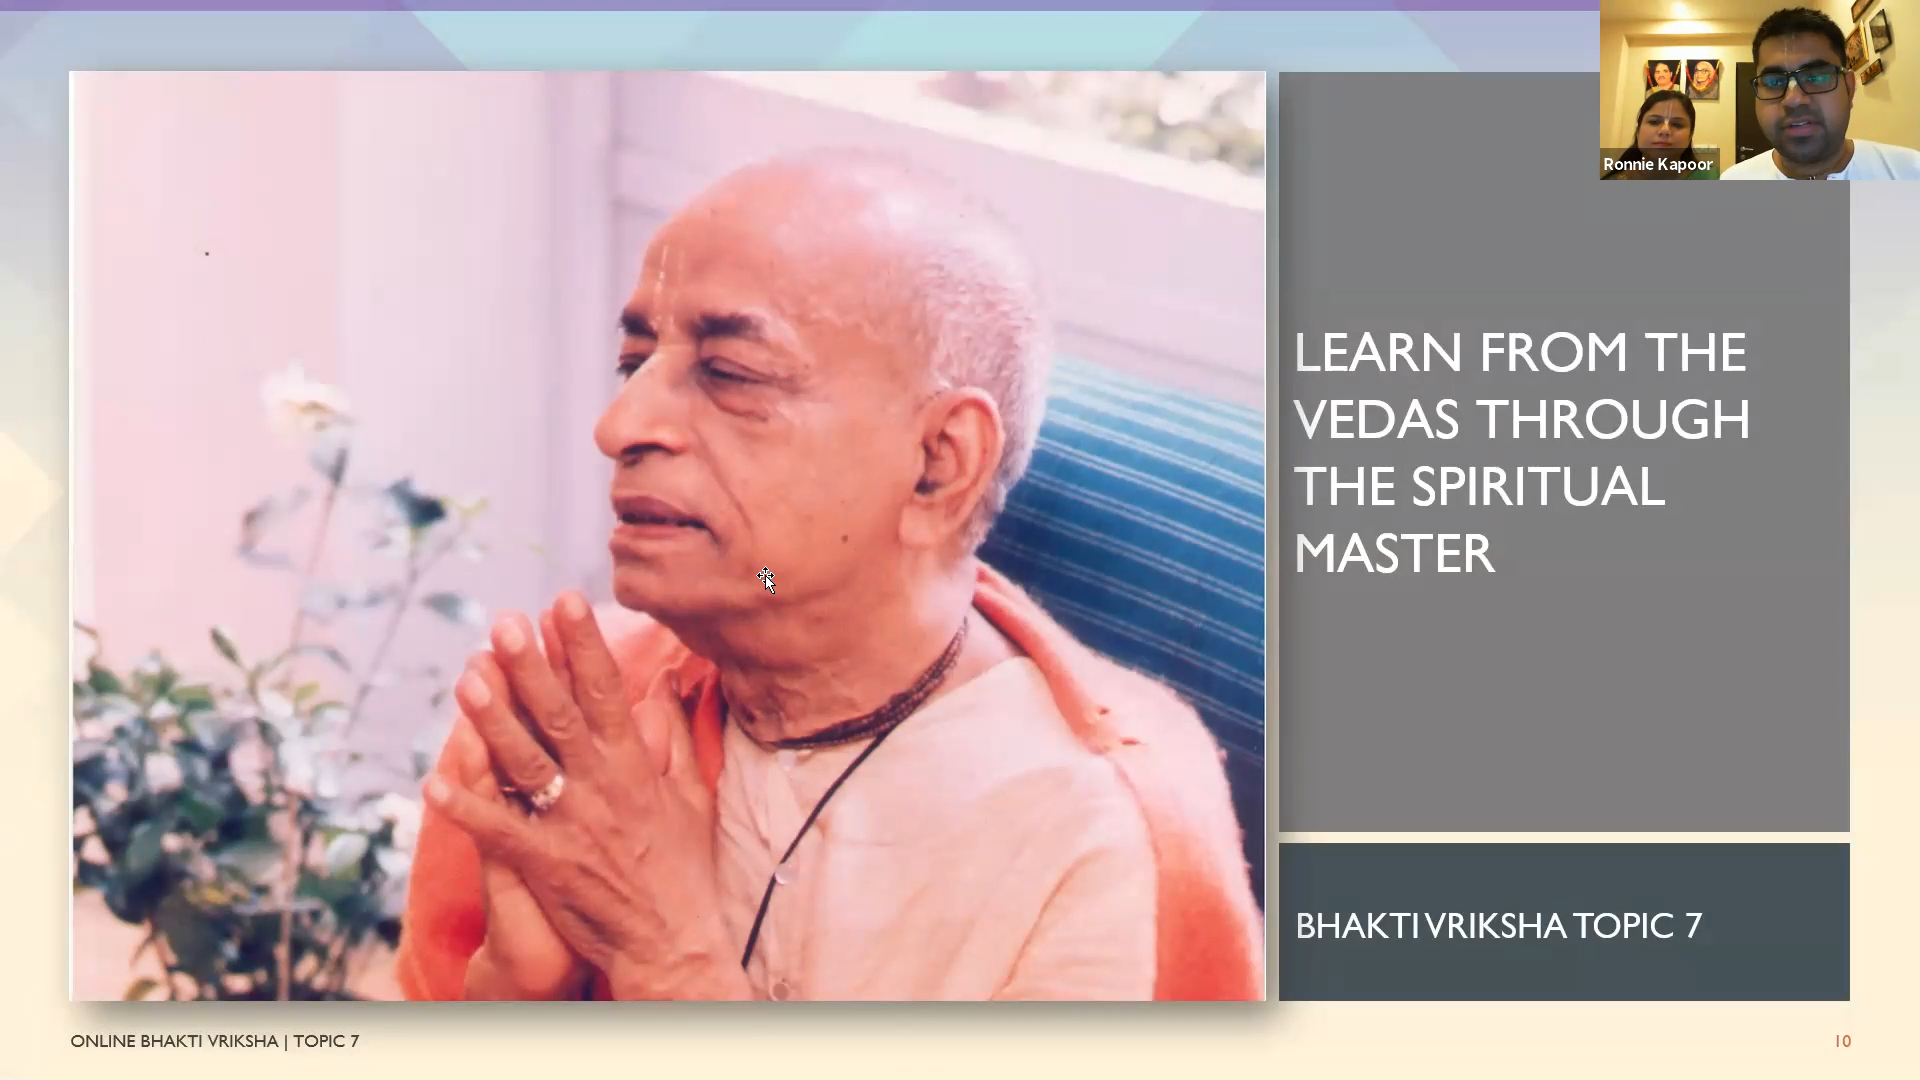 Ronnie Kapoor
LEARN FROM THE
VEDAS THROUGH
THE SPIRITUAL
MASTER
BHAKTI VRIKSHA TOPIC 7
ONLINE BHAKTI VRIKSHA | TOPIC 7
10